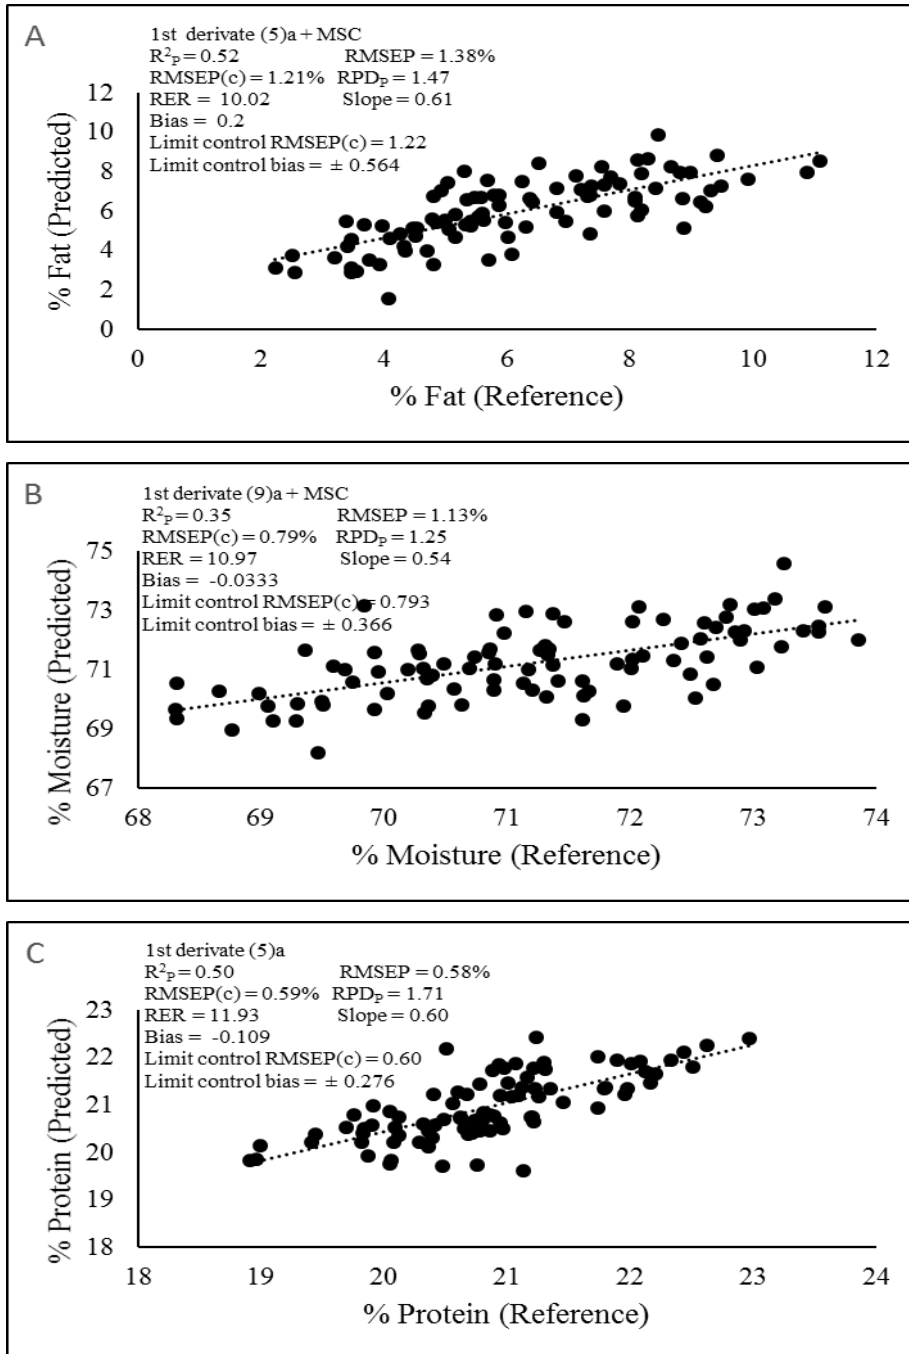 A
1st derivate (5)a + MSC
R²P = 0.52 RMSEP = 1.38%
RMSEP(c) = 1.21% RPDP = 1.47
RER = 10.02 Slope = 0.61
Bias = 0.2
Limit control RMSEP(c) = 1.22
Limit control bias = ± 0.564
% Fat (Predicted)
12
10
8
6
4
2
0
0 2 4 6 8 10 12
% Fat (Reference)
B
1st derivate (9)a + MSC
R²P = 0.35 RMSEP = 1.13%
RMSEP(c) = 0.79% RPDP = 1.25
RER = 10.97 Slope = 0.54
Bias = -0.0333
Limit control RMSEP(c) = 0.793
Limit control bias = ± 0.366
% Moisture (Predicted)
75
73
71
69
67
68 69 70 71 72 73 74
% Moisture (Reference)
C
1st derivate (5)a
R²P = 0.50 RMSEP = 0.58%
RMSEP(c) = 0.59% RPDP = 1.71
RER = 11.93 Slope = 0.60
Bias = -0.109
Limit control RMSEP(c) = 0.60
Limit control bias = ± 0.276
% Protein (Predicted)
23
22
21
20
19
18
18 19 20 21 22 23 24
% Protein (Reference)